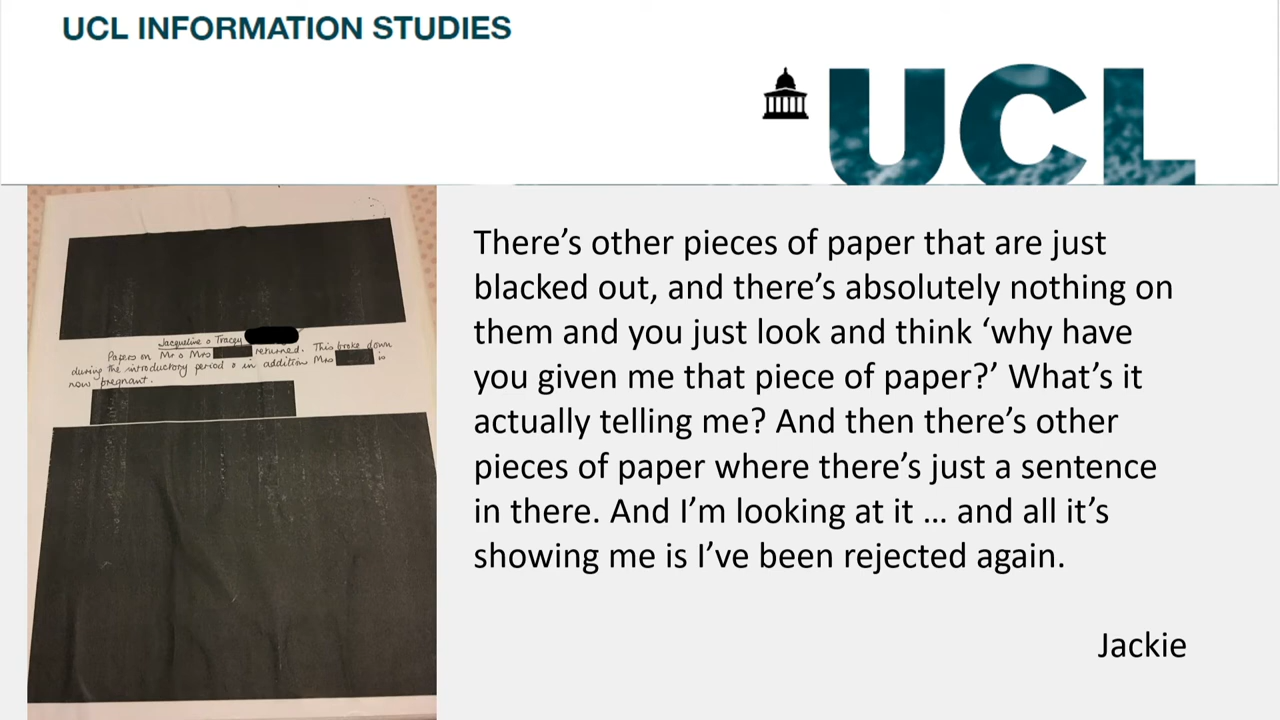 UCL INFORMATION STUDIES
UCL
Jacqueline & Tracey
Papers on Mr & Mrs returned. This broke down
during the introductory period & in addition Mrs is
now pregnant.
There’s other pieces of paper that are just
blacked out, and there’s absolutely nothing on
them and you just look and think ‘why have
you given me that piece of paper?’ What’s it
actually telling me? And then there’s other
pieces of paper where there’s just a sentence
in there. And I’m looking at it … and all it’s
showing me is I’ve been rejected again.
Jackie